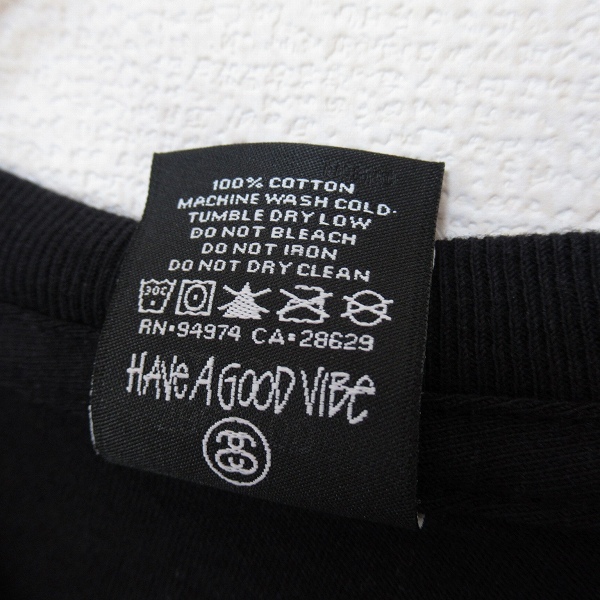 100% COTTON
MACHINE WASH COLD-
TUMBLE DRY LOW
DO NOT BLEACH
DO NOT IRON
DO NOT DRY CLEAN
30C
RN•94974 CA•28629
HAVE A GOOD VIBE